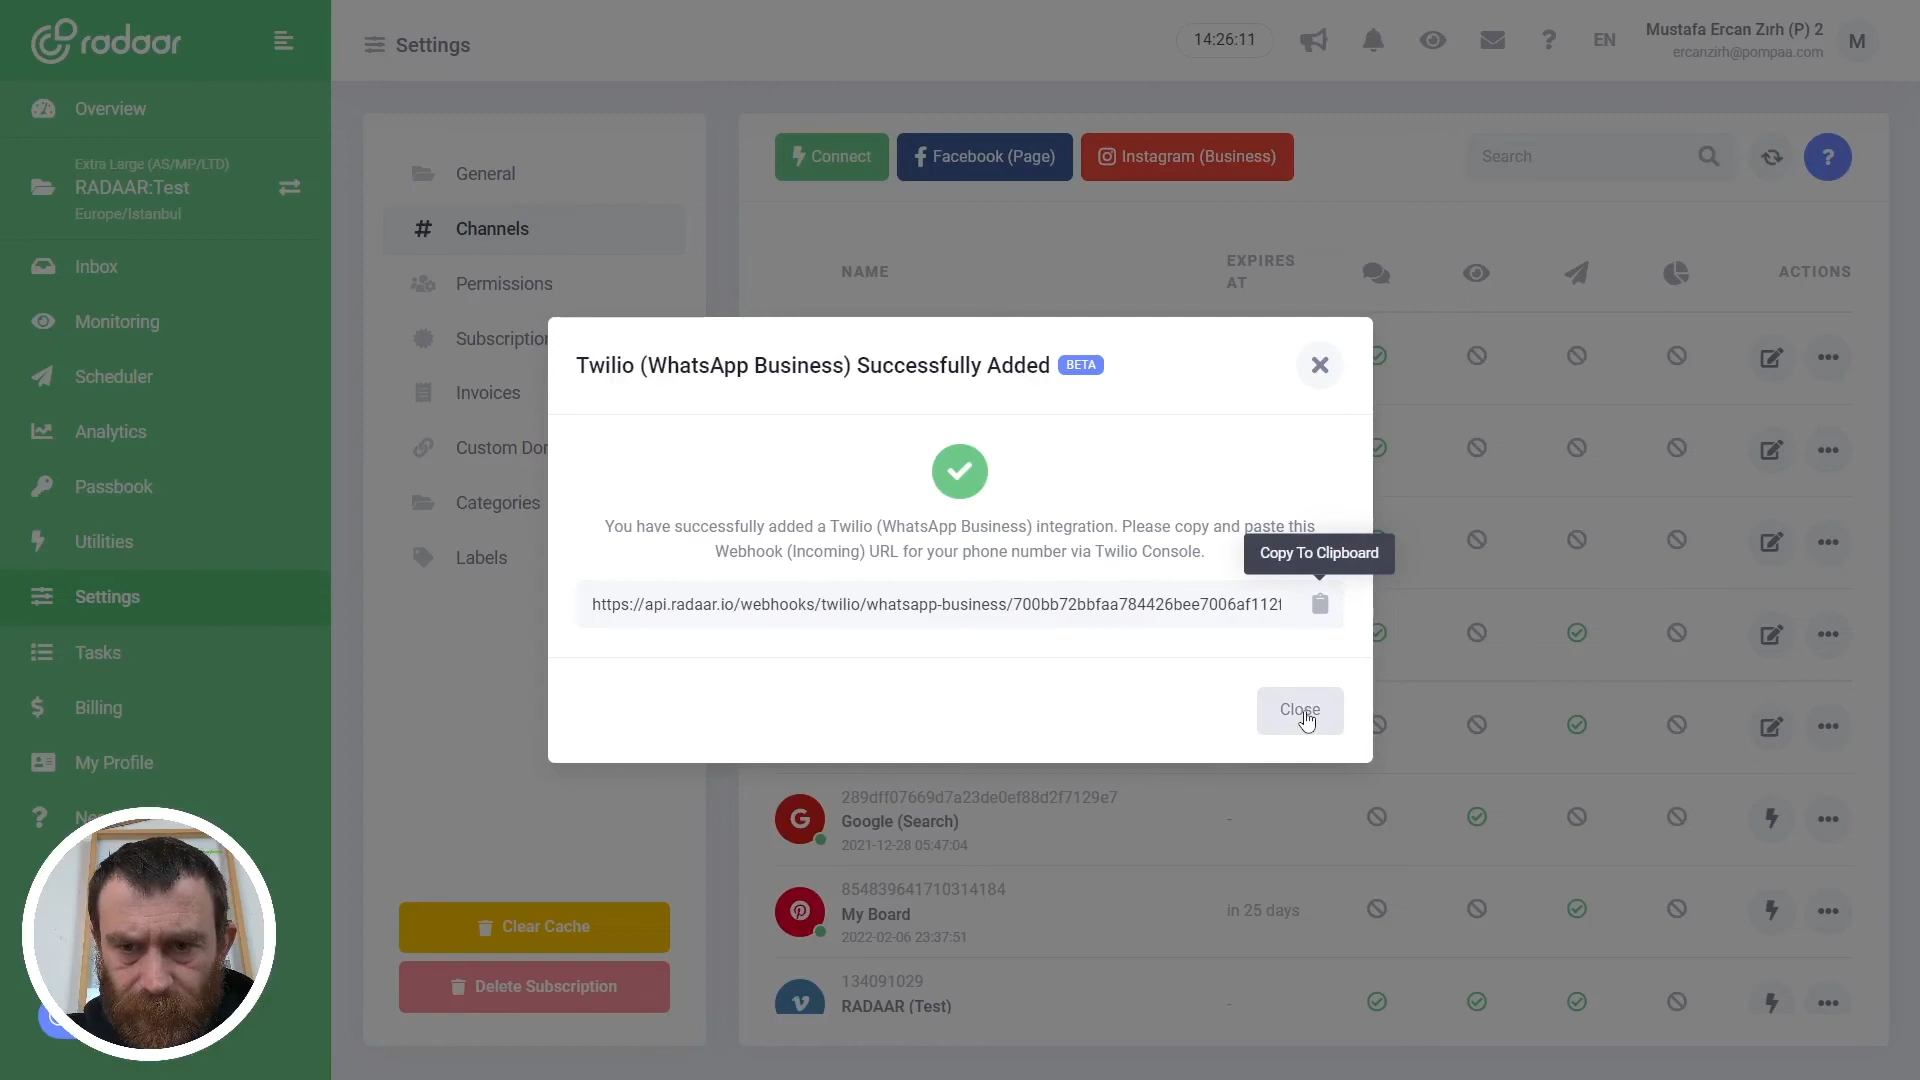 radaar
Settings
14:26:11
EN
Mustafa Ercan Zırh (P) 2
ercanzirh@pompaa.com
M
Overview
Extra Large (AS/MP/LTD)
RADAAR:Test
Europe/Istanbul
Inbox
Monitoring
Scheduler
Analytics
Passbook
Utilities
Settings
Tasks
Billing
My Profile
General
Channels
Permissions
Subscription
Invoices
Custom Dor
Categories
Labels
Clear Cache
Delete Subscription
Connect
Facebook (Page)
Instagram (Business)
Search
?
NAME
EXPIRES
AT
ACTIONS
Twilio (WhatsApp Business) Successfully Added BETA
You have successfully added a Twilio (WhatsApp Business) integration. Please copy and paste this
Webhook (Incoming) URL for your phone number via Twilio Console.
Copy To Clipboard
https://api.radaar.io/webhooks/twilio/whatsapp-business/700bb72bbfaa784426bee7006af112f
Close
289dff07669d7a23de0ef88d2f7129e7
Google (Search)
2021-12-28 05:47:04
-
854839641710314184
My Board
2022-02-06 23:37:51
in 25 days
134091029
RADAAR (Test)
-